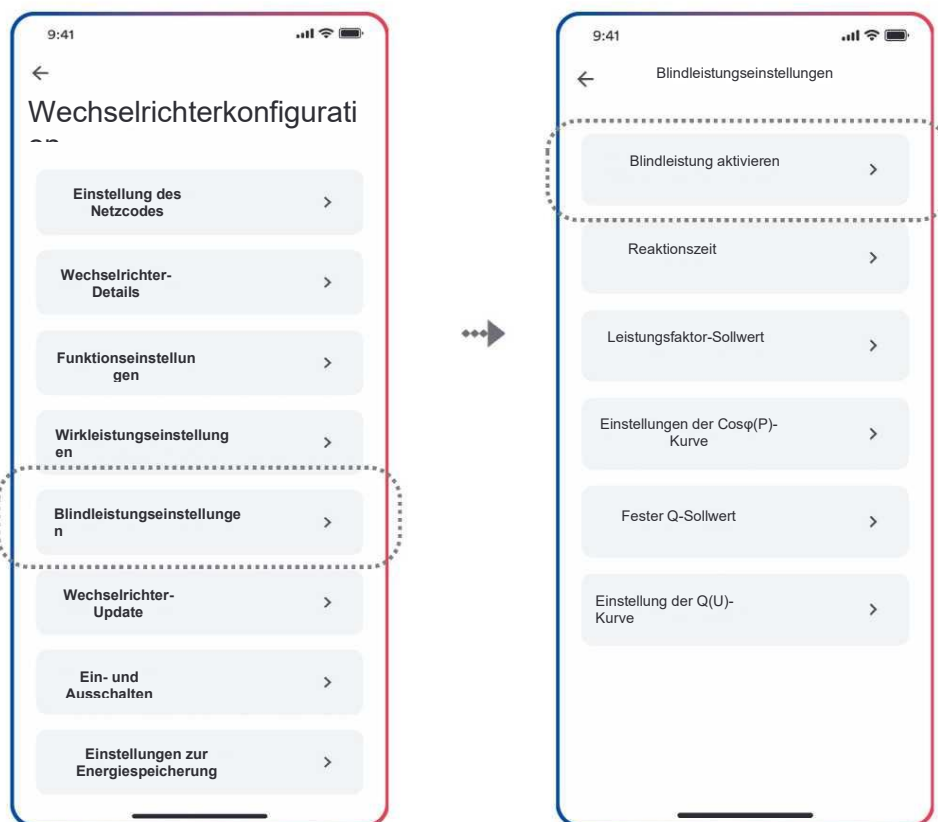 9:41
Wechselrichterkonfigurati
on
Einstellung des
Netzcodes
Wechselrichter-
Details
Funktionseinstellun
gen
Wirkleistungseinstellung
en
Blindleistungseinstellunge
n
Wechselrichter-
Update
Ein- und
Ausschalten
Einstellungen zur
Energiespeicherung
9:41
Blindleistungseinstellungen
Blindleistung aktivieren
Reaktionszeit
Leistungsfaktor-Sollwert
Einstellungen der Cosφ(P)-
Kurve
Fester Q-Sollwert
Einstellung der Q(U)-
Kurve